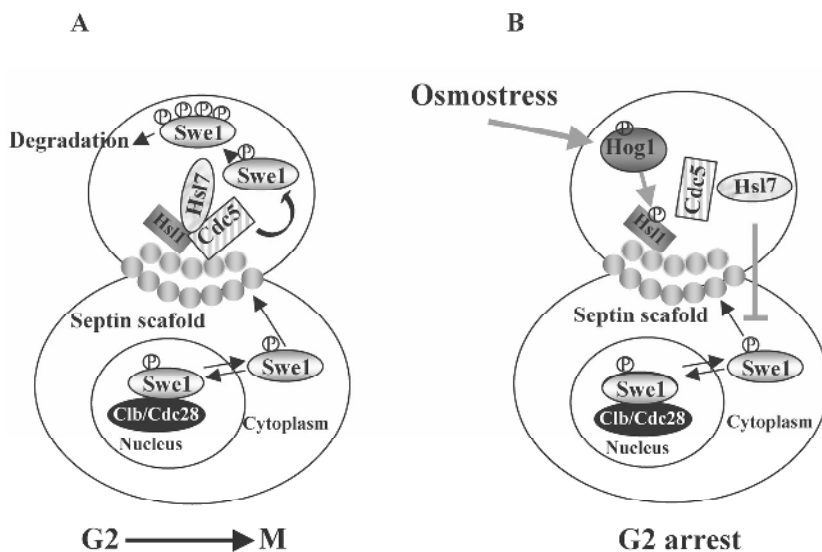 A
P P P P
Swe1
Degradation
P
Swe1
Hsl7
Hsl1
Cdc5
Septin scafold
P
Swe1
P
Swe1
Clb/Cdc28
Nucleus
Cytoplasm
G2 M
B
Osmostress
P
Hog1
P
Hsl1
Cdc5
Hsl7
Septin scafold
P
Swe1
P
Swe1
Clb/Cdc28
Nucleus
Cytoplasm
G2 arrest